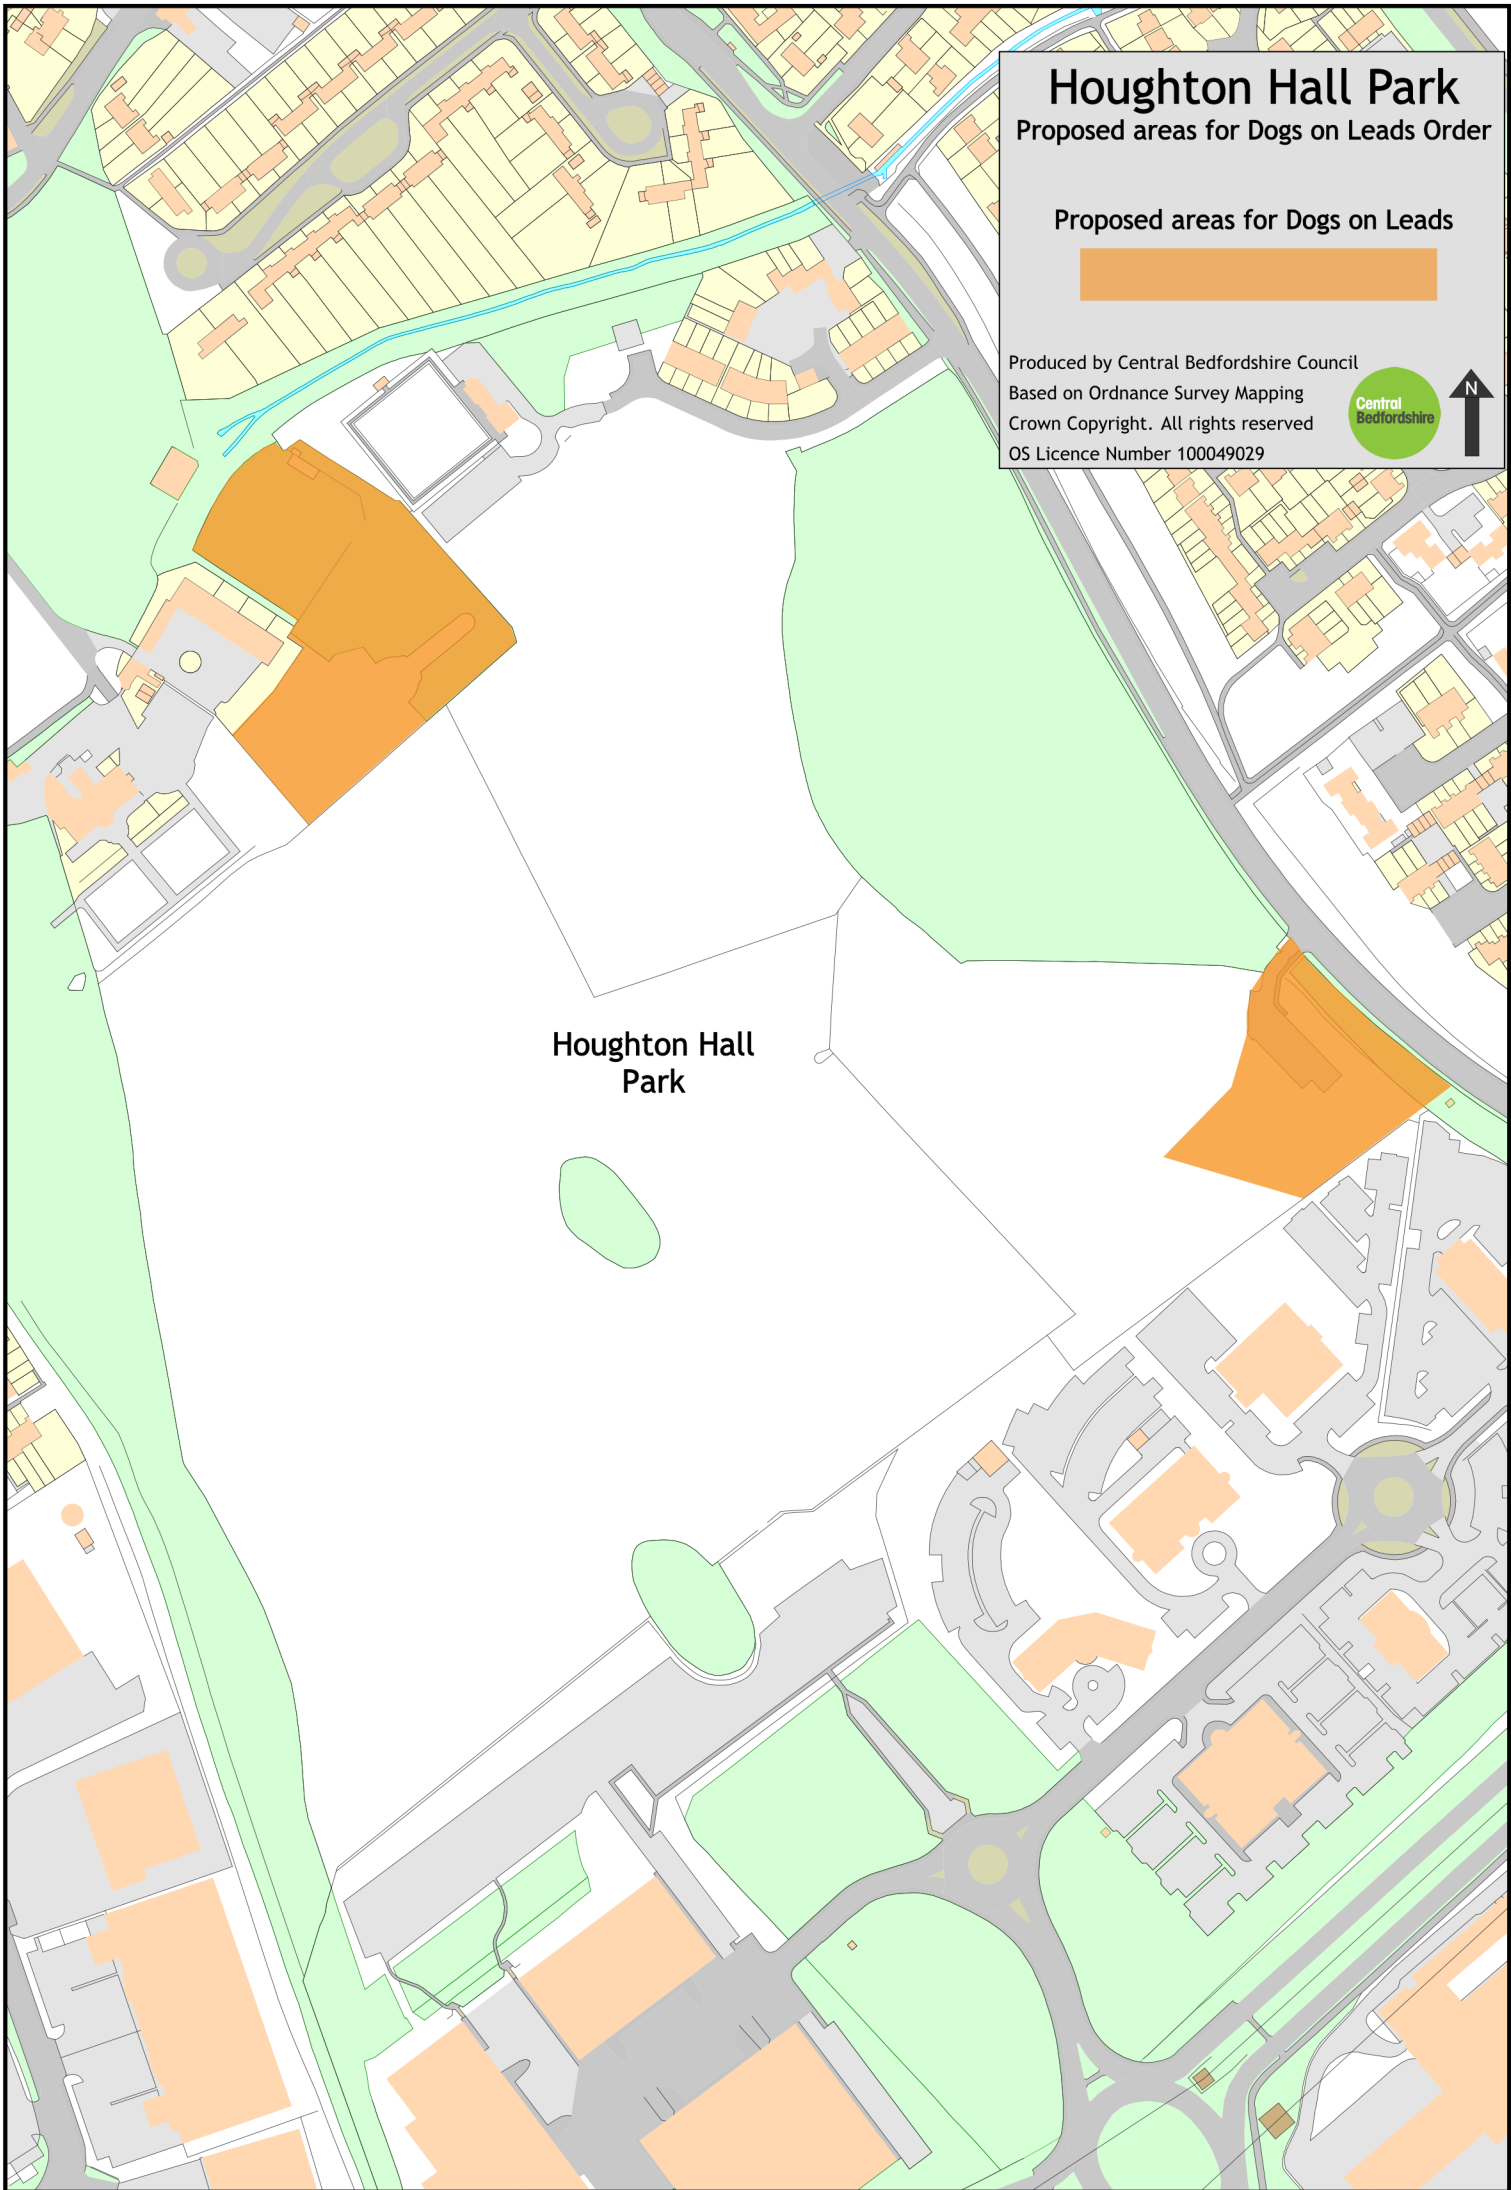 Houghton Hall Park
Proposed areas for Dogs on Leads Order
Proposed areas for Dogs on Leads
Produced by Central Bedfordshire Council
Based on Ordnance Survey Mapping
Crown Copyright. All rights reserved
OS Licence Number 100049029
Central
Bedfordshire
N
Houghton Hall
Park